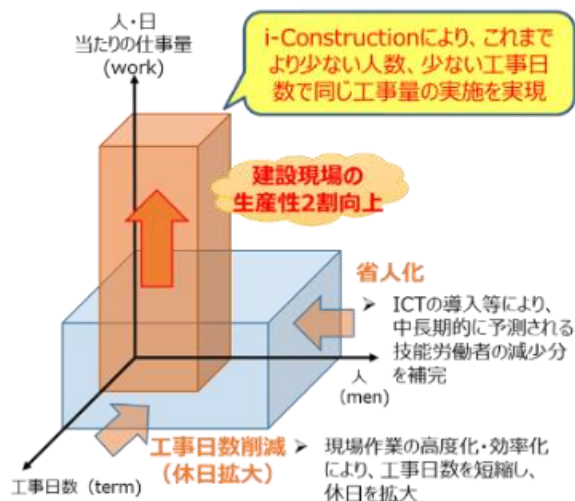 人・日
当たりの仕事量
(work)
i-Constructionにより、これまで
より少ない人数、少ない工事日
数で同じ工事量の実施を実現
建設現場の
生産性2割向上
省人化
➢ ICTの導入等により、
中長期的に予測される
技能労働者の減少分
を補完
人
(men)
工事日数削減
(休日拡大)
➢ 現場作業の高度化・効率化
により、工事日数を短縮し、
休日を拡大
工事日数 (term)